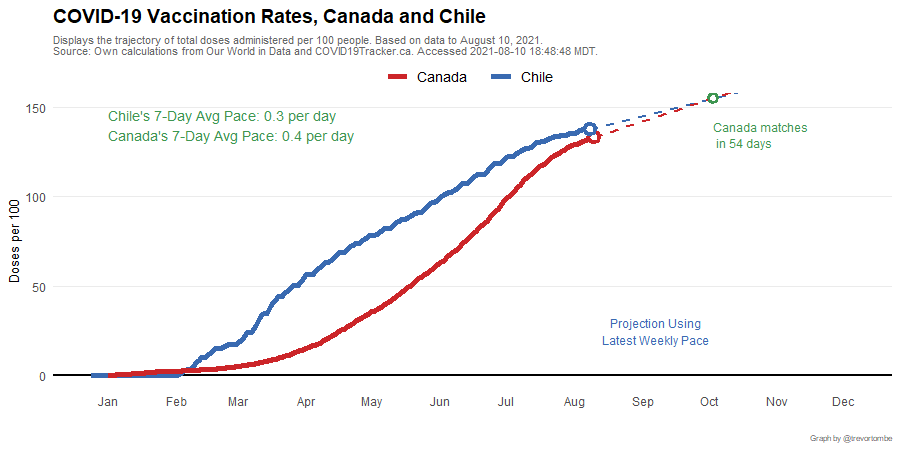 COVID-19 Vaccination Rates, Canada and Chile
Displays the trajectory of total doses administered per 100 people. Based on data to August 10, 2021.
Source: Own calculations from Our World in Data and COVID19Tracker.ca. Accessed 2021-08-10 18:48:48 MDT.
Canada Chile
150
Chile's 7-Day Avg Pace: 0.3 per day
Canada's 7-Day Avg Pace: 0.4 per day
Canada matches
in 54 days
100
Doses per 100
50
Projection Using
Latest Weekly Pace
0
Jan Feb Mar Apr May Jun Jul Aug Sep Oct Nov Dec
Graph by @trevortombe